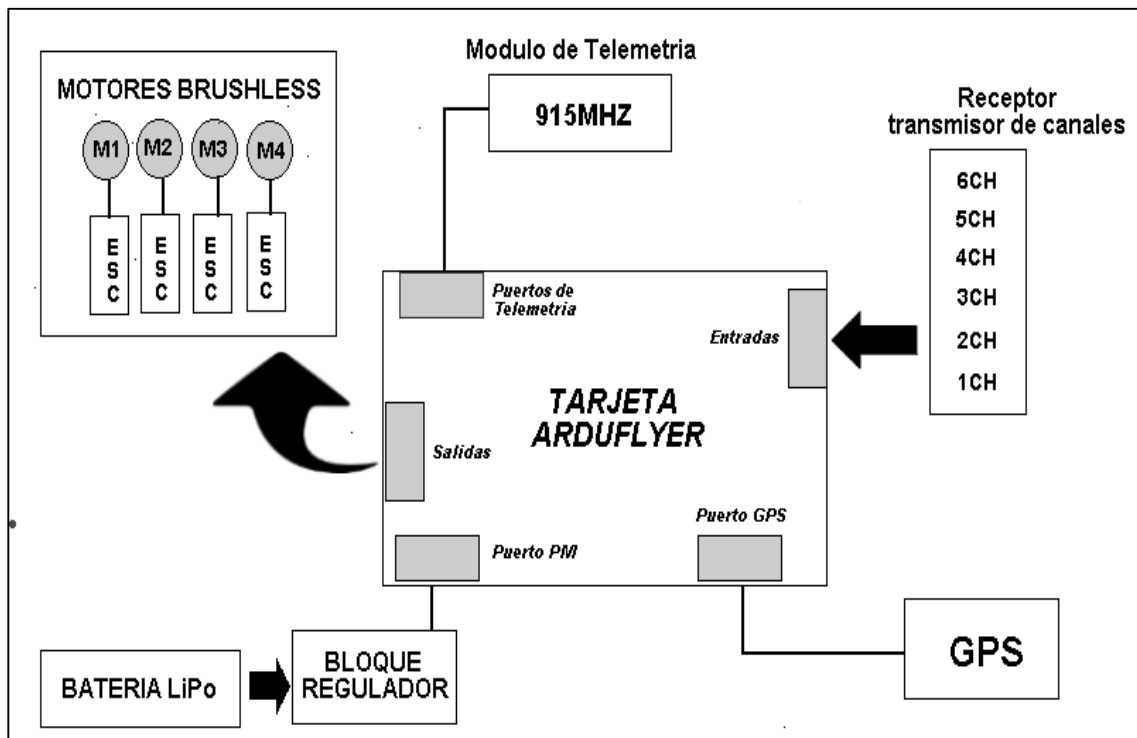 MOTORES BRUSHLESS
M1 M2 M3 M4
ESC ESC ESC ESC
Modulo de Telemetria
915MHZ
Receptor
transmisor de canales
6CH
5CH
4CH
3CH
2CH
1CH
Puertos de
Telemetria
Entradas
TARJETA
ARDUFLYER
Salidas
Puerto PM
Puerto GPS
BATERIA LiPo
BLOQUE
REGULADOR
GPS